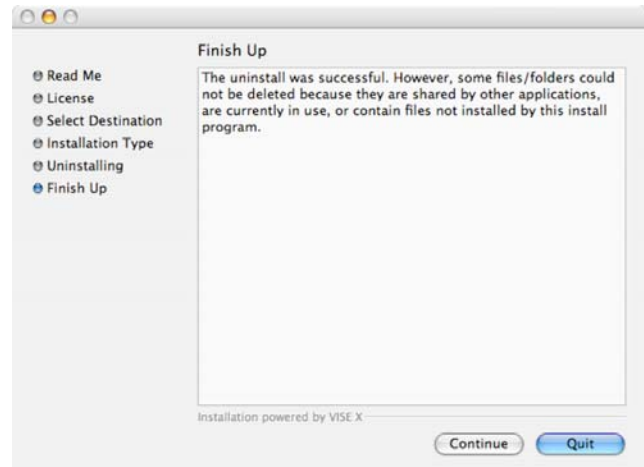 Finish Up
Read Me
License
Select Destination
Installation Type
Uninstalling
Finish Up
The uninstall was successful. However, some files/folders could
not be deleted because they are shared by other applications,
are currently in use, or contain files not installed by this install
program.
Installation powered by VISE X
Continue
Quit